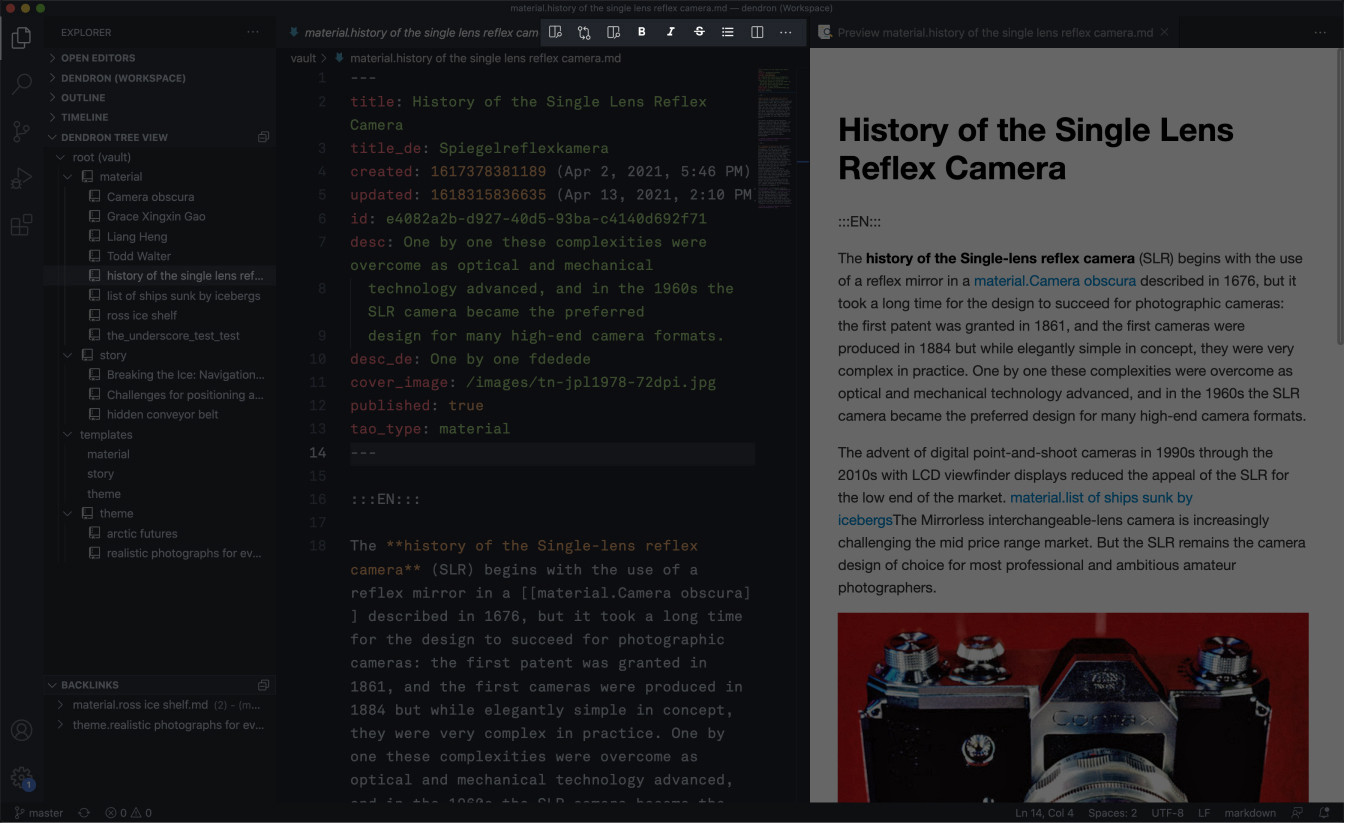 material.history of the single lens reflex camera.md — dendron (Workspace)
EXPLORER
OPEN EDITORS
DENDRON (WORKSPACE)
OUTLINE
TIMELINE
DENDRON TREE VIEW
root (vault)
material
Camera obscura
Grace Xingxin Gao
Liang Heng
Todd Walter
history of the single lens ref...
list of ships sunk by icebergs
ross ice shelf
the_underscore_test_test
story
Breaking the Ice: Navigation...
Challenges for positioning a...
hidden conveyor belt
templates
material
story
theme
theme
arctic futures
realistic photographs for ev...
BACKLINKS
material.ross ice shelf.md (2) - (m...
theme.realistic photographs for ev...
1
master
0 0
material.history of the single lens reflex cam
B I S ...
vault > material.history of the single lens reflex camera.md
1 ---
2 title: History of the Single Lens Reflex
Camera
3 title_de: Spiegelreflexkamera
4 created: 1617378381189 (Apr 2, 2021, 5:46 PM)
5 updated: 1618315836635 (Apr 13, 2021, 2:10 PM
6 id: e4082a2b-d927-40d5-93ba-c4140d692f71
7 desc: One by one these complexities were
overcome as optical and mechanical
8 technology advanced, and in the 1960s the
SLR camera became the preferred
9 design for many high-end camera formats.
10 desc_de: One by one fdedede
11 cover_image: /images/tn-jpl1978-72dpi.jpg
12 published: true
13 tao_type: material
14 ---
15
16 :::EN:::
17
18 The **history of the Single-lens reflex
camera** (SLR) begins with the use of a
reflex mirror in a [[material.Camera obscura]
] described in 1676, but it took a long time
for the design to succeed for photographic
cameras: the first patent was granted in
1861, and the first cameras were produced in
1884 but while elegantly simple in concept,
they were very complex in practice. One by
one these complexities were overcome as
optical and mechanical technology advanced,
and in the 1960s the SLR camera became the
Preview material.history of the single lens reflex camera.md
History of the Single Lens
Reflex Camera
:::EN:::
The history of the Single-lens reflex camera (SLR) begins with the use
of a reflex mirror in a material.Camera obscura described in 1676, but it
took a long time for the design to succeed for photographic cameras:
the first patent was granted in 1861, and the first cameras were
produced in 1884 but while elegantly simple in concept, they were very
complex in practice. One by one these complexities were overcome as
optical and mechanical technology advanced, and in the 1960s the SLR
camera became the preferred design for many high-end camera formats.
The advent of digital point-and-shoot cameras in 1990s through the
2010s with LCD viewfinder displays reduced the appeal of the SLR for
the low end of the market. material.list of ships sunk by
icebergsThe Mirrorless interchangeable-lens camera is increasingly
challenging the mid price range market. But the SLR remains the camera
design of choice for most professional and ambitious amateur
photographers.
Contax
Ln 14, Col 4 Spaces: 2 UTF-8 LF markdown